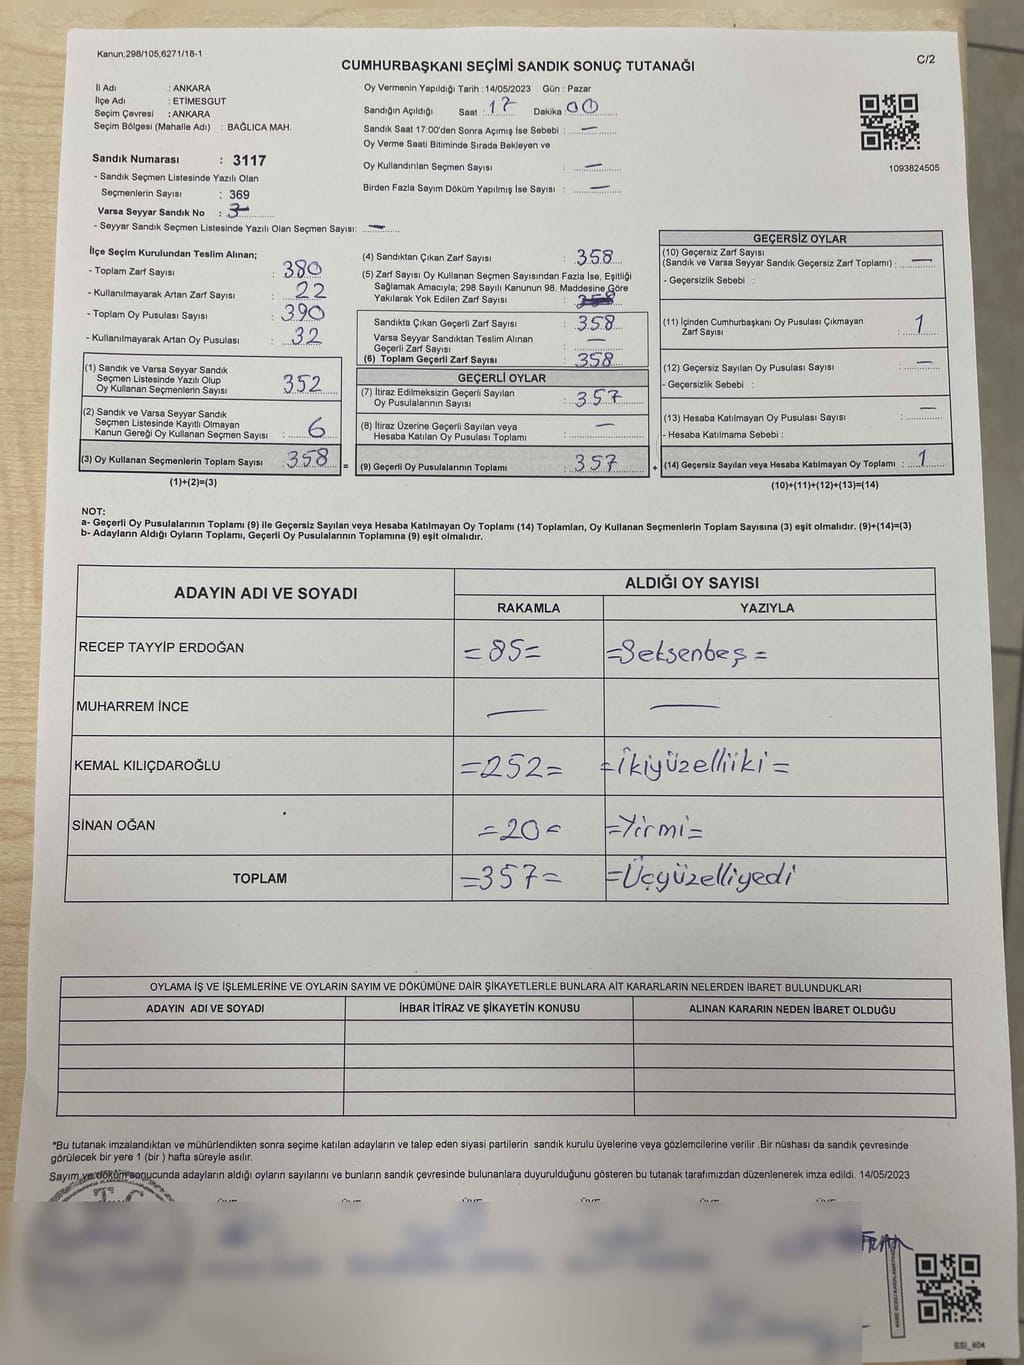 Kanun;298/105,6271/18-1
C/2
CUMHURBAŞKANI SEÇİMİ SANDIK SONUÇ TUTANAĞI
İl Adı : ANKARA
İlçe Adı : ETİMESGUT
Seçim Çevresi : ANKARA
Seçim Bölgesi (Mahalle Adı) : BAĞLICA MAH.
Sandık Numarası : 3117
- Sandık Seçmen Listesinde Yazılı Olan
Seçmenlerin Sayısı : 369
Varsa Seyyar Sandık No :
- Seyyar Sandık Seçmen Listesinde Yazılı Olan Seçmen Sayısı: —
Oy Vermenin Yapıldığı Tarih : 14/05/2023 Gün : Pazar
Sandığın Açıldığı Saat : 17 Dakika 00
Sandık Saat 17:00'den Sonra Açımış İse Sebebi : —
Oy Verme Saati Bitiminde Sırada Bekleyen ve
Oy Kullandırılan Seçmen Sayısı : —
Birden Fazla Sayım Döküm Yapılmış İse Sayısı : —
1093824505
İlçe Seçim Kurulundan Teslim Alınan;
- Toplam Zarf Sayısı : 380
- Kullanılmayarak Artan Zarf Sayısı : 22
- Toplam Oy Pusulası Sayısı : 390
- Kullanılmayarak Artan Oy Pusulası : 32
(1) Sandık ve Varsa Seyyar Sandık
Seçmen Listesinde Yazılı Olup
Oy Kullanan Seçmenlerin Sayısı 352
(2) Sandık ve Varsa Seyyar Sandık
Seçmen Listesinde Kayıtlı Olmayan
Kanun Gereği Oy Kullanan Seçmen Sayısı : 6
(3) Oy Kullanan Seçmenlerin Toplam Sayısı : 358 =
(1)+(2)=(3)
(4) Sandıktan Çıkan Zarf Sayısı : 358
(5) Zarf Sayısı Oy Kullanan Seçmen Sayısından Fazla İse, Eşitliği
Sağlamak Amacıyla; 298 Sayılı Kanunun 98. Maddesine Göre
Yakılarak Yok Edilen Zarf Sayısı :
Sandıkta Çıkan Geçerli Zarf Sayısı : 358
Varsa Seyyar Sandıktan Teslim Alınan
Geçerli Zarf Sayısı : —
(6) Toplam Geçerli Zarf Sayısı : 358
GEÇERLİ OYLAR
(7) İtiraz Edilmeksizin Geçerli Sayılan
Oy Pusulalarının Sayısı : 357
(8) İtiraz Üzerine Geçerli Sayılan veya
Hesaba Katılan Oy Pusulası Toplamı : —
(9) Geçerli Oy Pusulalarının Toplamı : 357 +
GEÇERSİZ OYLAR
(10) Geçersiz Zarf Sayısı
(Sandık ve Varsa Seyyar Sandık Geçersiz Zarf Toplamı) : —
- Geçersizlik Sebebi :
(11) İçinden Cumhurbaşkanı Oy Pusulası Çıkmayan
Zarf Sayısı : 1
(12) Geçersiz Sayılan Oy Pusulası Sayısı : —
- Geçersizlik Sebebi :
(13) Hesaba Katılmayan Oy Pusulası Sayısı : —
- Hesaba Katılmama Sebebi :
(14) Geçersiz Sayılan veya Hesaba Katılmayan Oy Toplamı : 1
(10)+(11)+(12)+(13)=(14)
NOT:
a- Geçerli Oy Pusulalarının Toplamı (9) ile Geçersiz Sayılan veya Hesaba Katılmayan Oy Toplamı (14) Toplamları, Oy Kullanan Seçmenlerin Toplam Sayısına (3) eşit olmalıdır. (9)+(14)=(3)
b- Adayların Aldığı Oyların Toplamı, Geçerli Oy Pusulalarının Toplamına (9) eşit olmalıdır.
ADAYIN ADI VE SOYADI
ALDIĞI OY SAYISI
RAKAMLA YAZIYLA
RECEP TAYYİP ERDOĞAN =85= =Seksenbeş=
MUHARREM İNCE — —
KEMAL KILIÇDAROĞLU =252= =İkiyüzelliiki=
SİNAN OĞAN =20= =Yirmi=
TOPLAM =357= =Üçyüzelliyedi
OYLAMA İŞ VE İŞLEMLERİNE VE OYLARIN SAYIM VE DÖKÜMÜNE DAİR ŞİKAYETLERLE BUNLARA AİT KARARLARIN NELERDEN İBARET BULUNDUKLARI
ADAYIN ADI VE SOYADI İHBAR İTİRAZ VE ŞİKAYETİN KONUSU ALINAN KARARIN NEDEN İBARET OLDUĞU
*Bu tutanak imzalandıktan ve mühürlendikten sonra seçime katılan adayların ve talep eden siyasi partilerin sandık kurulu üyelerine veya gözlemcilerine verilir .Bir nüshası da sandık çevresinde
görülecek bir yere 1 (bir ) hafta süreyle asılır.
Sayım ve döküm sonucunda adayların aldığı oyların sayılarını ve bunların sandık çevresinde bulunanlara duyurulduğunu gösteren bu tutanak tarafımızdan düzenlenerek imza edildi. 14/05/2023
T.C
SSI_404